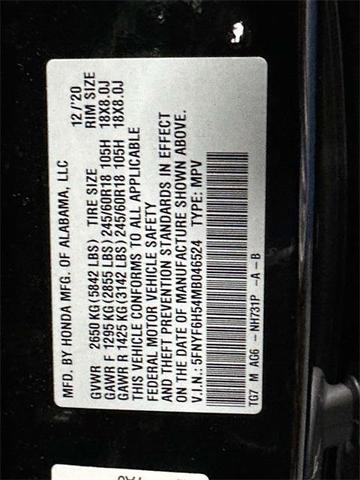 MFD. BY HONDA MFG. OF ALABAMA, LLC 12/'20
GVWR 2650 KG (5842 LBS) TIRE SIZE RIM SIZE
GAWR F 1295 KG (2855 LBS) 245/60R18 105H 18X8.0J
GAWR R 1425 KG (3142 LBS) 245/60R18 105H 18X8.0J
THIS VEHICLE CONFORMS TO ALL APPLICABLE
FEDERAL MOTOR VEHICLE SAFETY
AND THEFT PREVENTION STANDARDS IN EFFECT
ON THE DATE OF MANUFACTURE SHOWN ABOVE.
V.I.N.: 5FNYF6H54MB046524 TYPE: MPV
TG7 M AG6 -NH731P -A -B